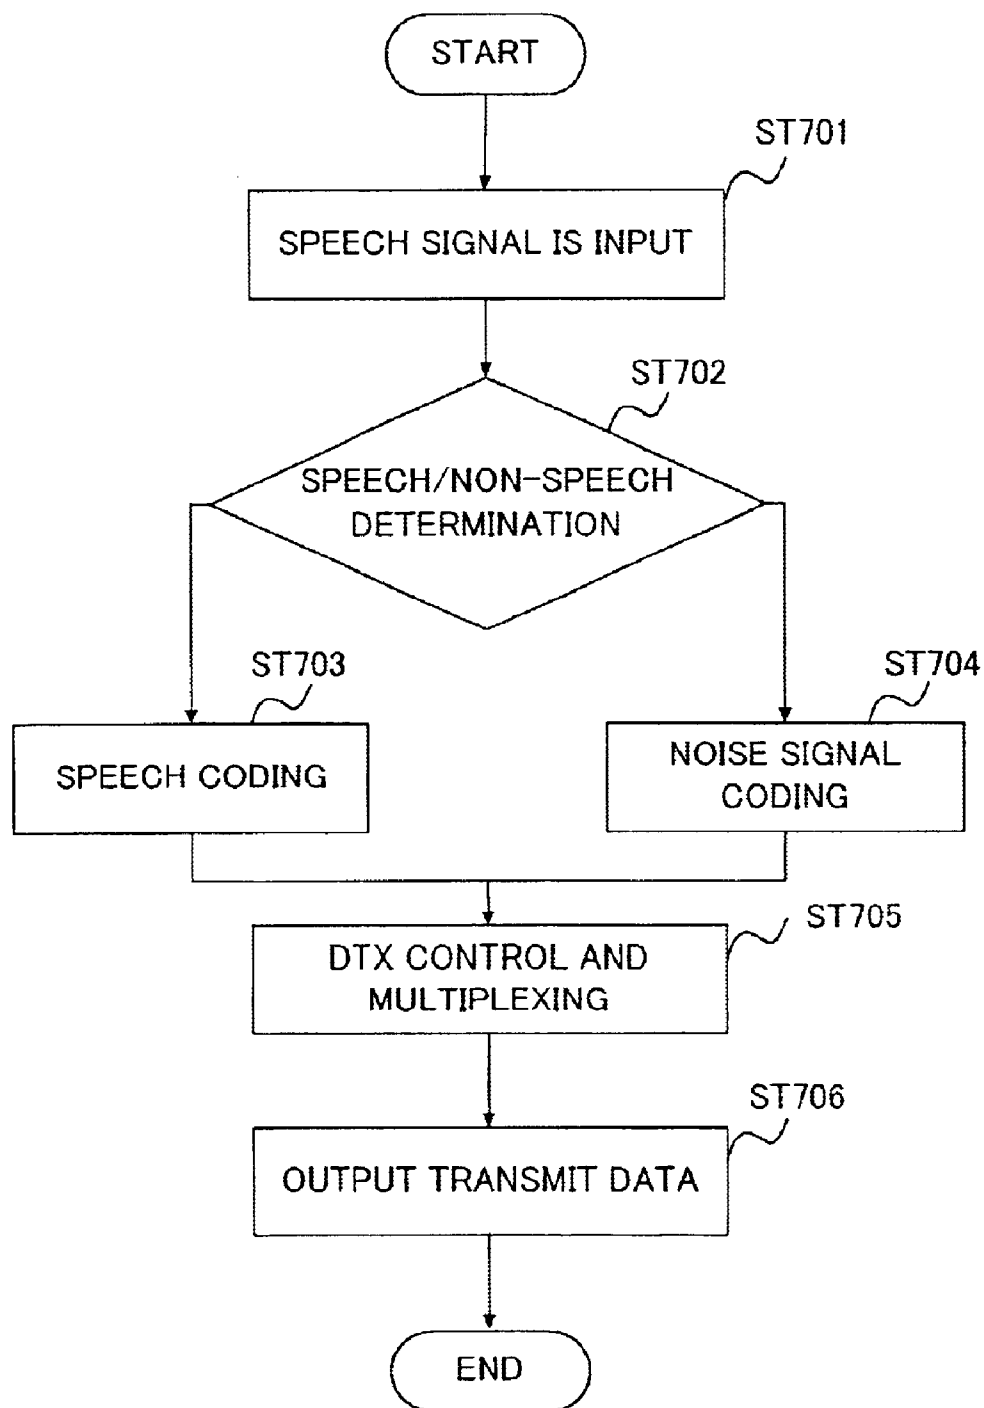 START
ST701
SPEECH SIGNAL IS INPUT
ST702
SPEECH/NON-SPEECH
DETERMINATION
ST703
SPEECH CODING
ST704
NOISE SIGNAL
CODING
ST705
DTX CONTROL AND
MULTIPLEXING
ST706
OUTPUT TRANSMIT DATA
END